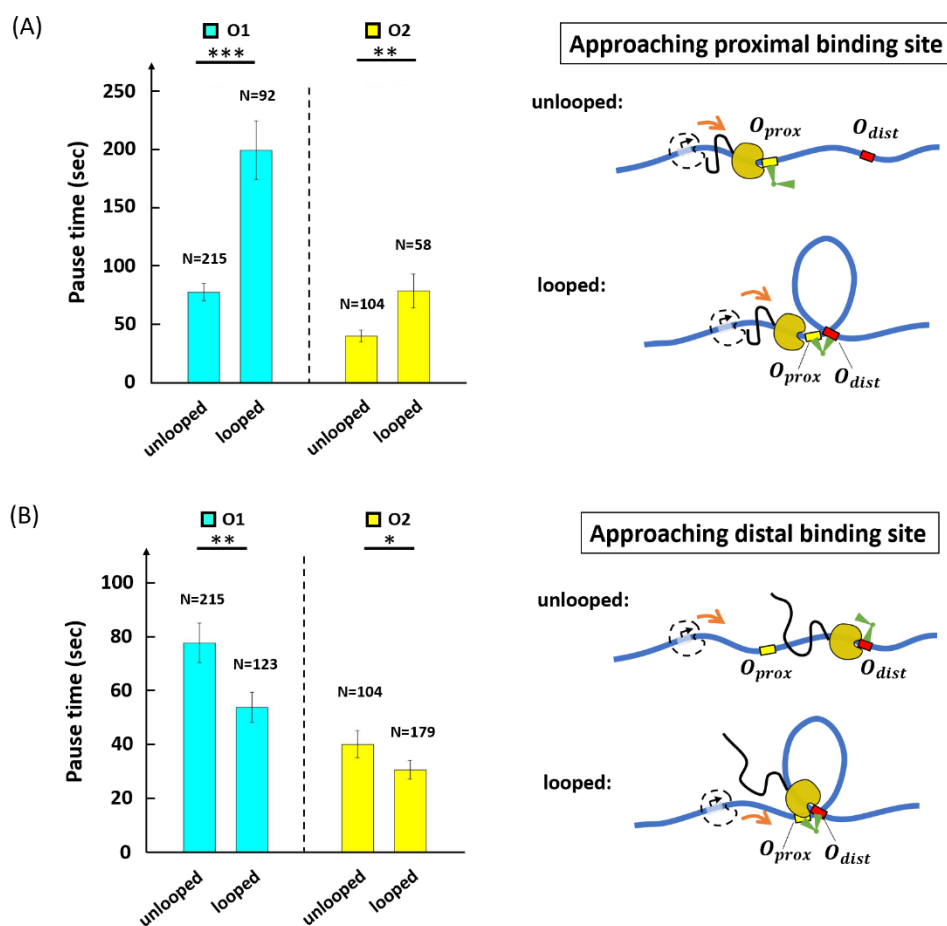 (A)
O1
O2
***
**
Pause time (sec)
250
200
150
100
50
0
N=215
N=92
N=104
N=58
unlooped
looped
unlooped
looped
Approaching proximal binding site
unlooped:
O_prox
O_dist
looped:
O_prox
O_dist
(B)
O1
O2
**
*
Pause time (sec)
100
80
60
40
20
0
N=215
N=123
N=104
N=179
unlooped
looped
unlooped
looped
Approaching distal binding site
unlooped:
O_prox
O_dist
looped:
O_prox
O_dist